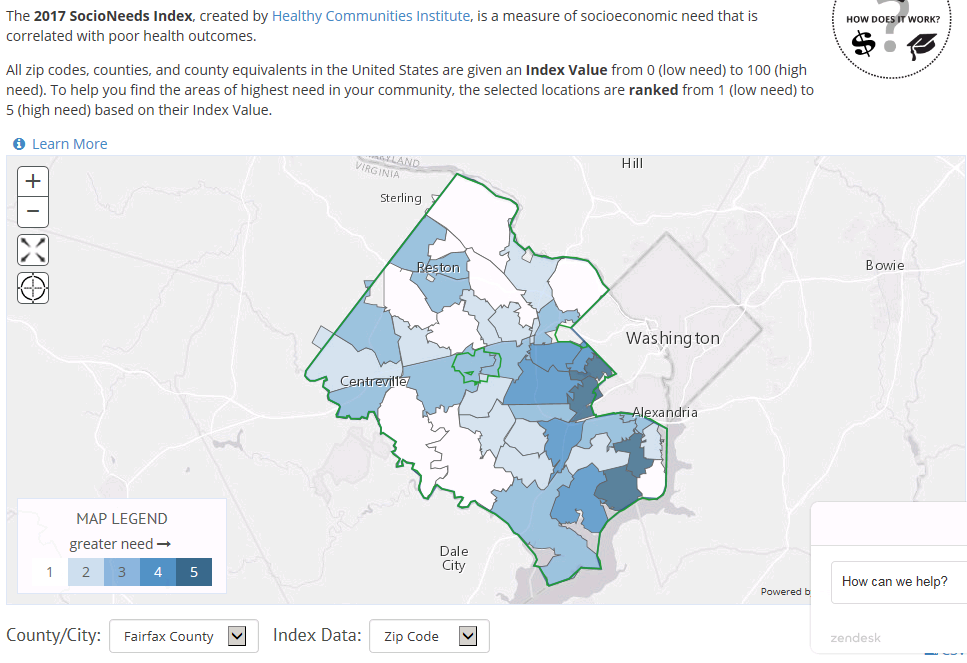 The 2017 SocioNeeds Index, created by Healthy Communities Institute, is a measure of socioeconomic need that is
correlated with poor health outcomes.
HOW DOES IT WORK?
$ ?
All zip codes, counties, and county equivalents in the United States are given an Index Value from 0 (low need) to 100 (high
need). To help you find the areas of highest need in your community, the selected locations are ranked from 1 (low need) to
5 (high need) based on their Index Value.
Learn More
+
−
MARYLAND
VIRGINIA
Hill
Sterling
Reston
Bowie
Washington
Centreville
Alexandria
MAP LEGEND
greater need →
1 2 3 4 5
Dale
City
Powered b
How can we help?
zendesk
County/City: Fairfax County Index Data: Zip Code